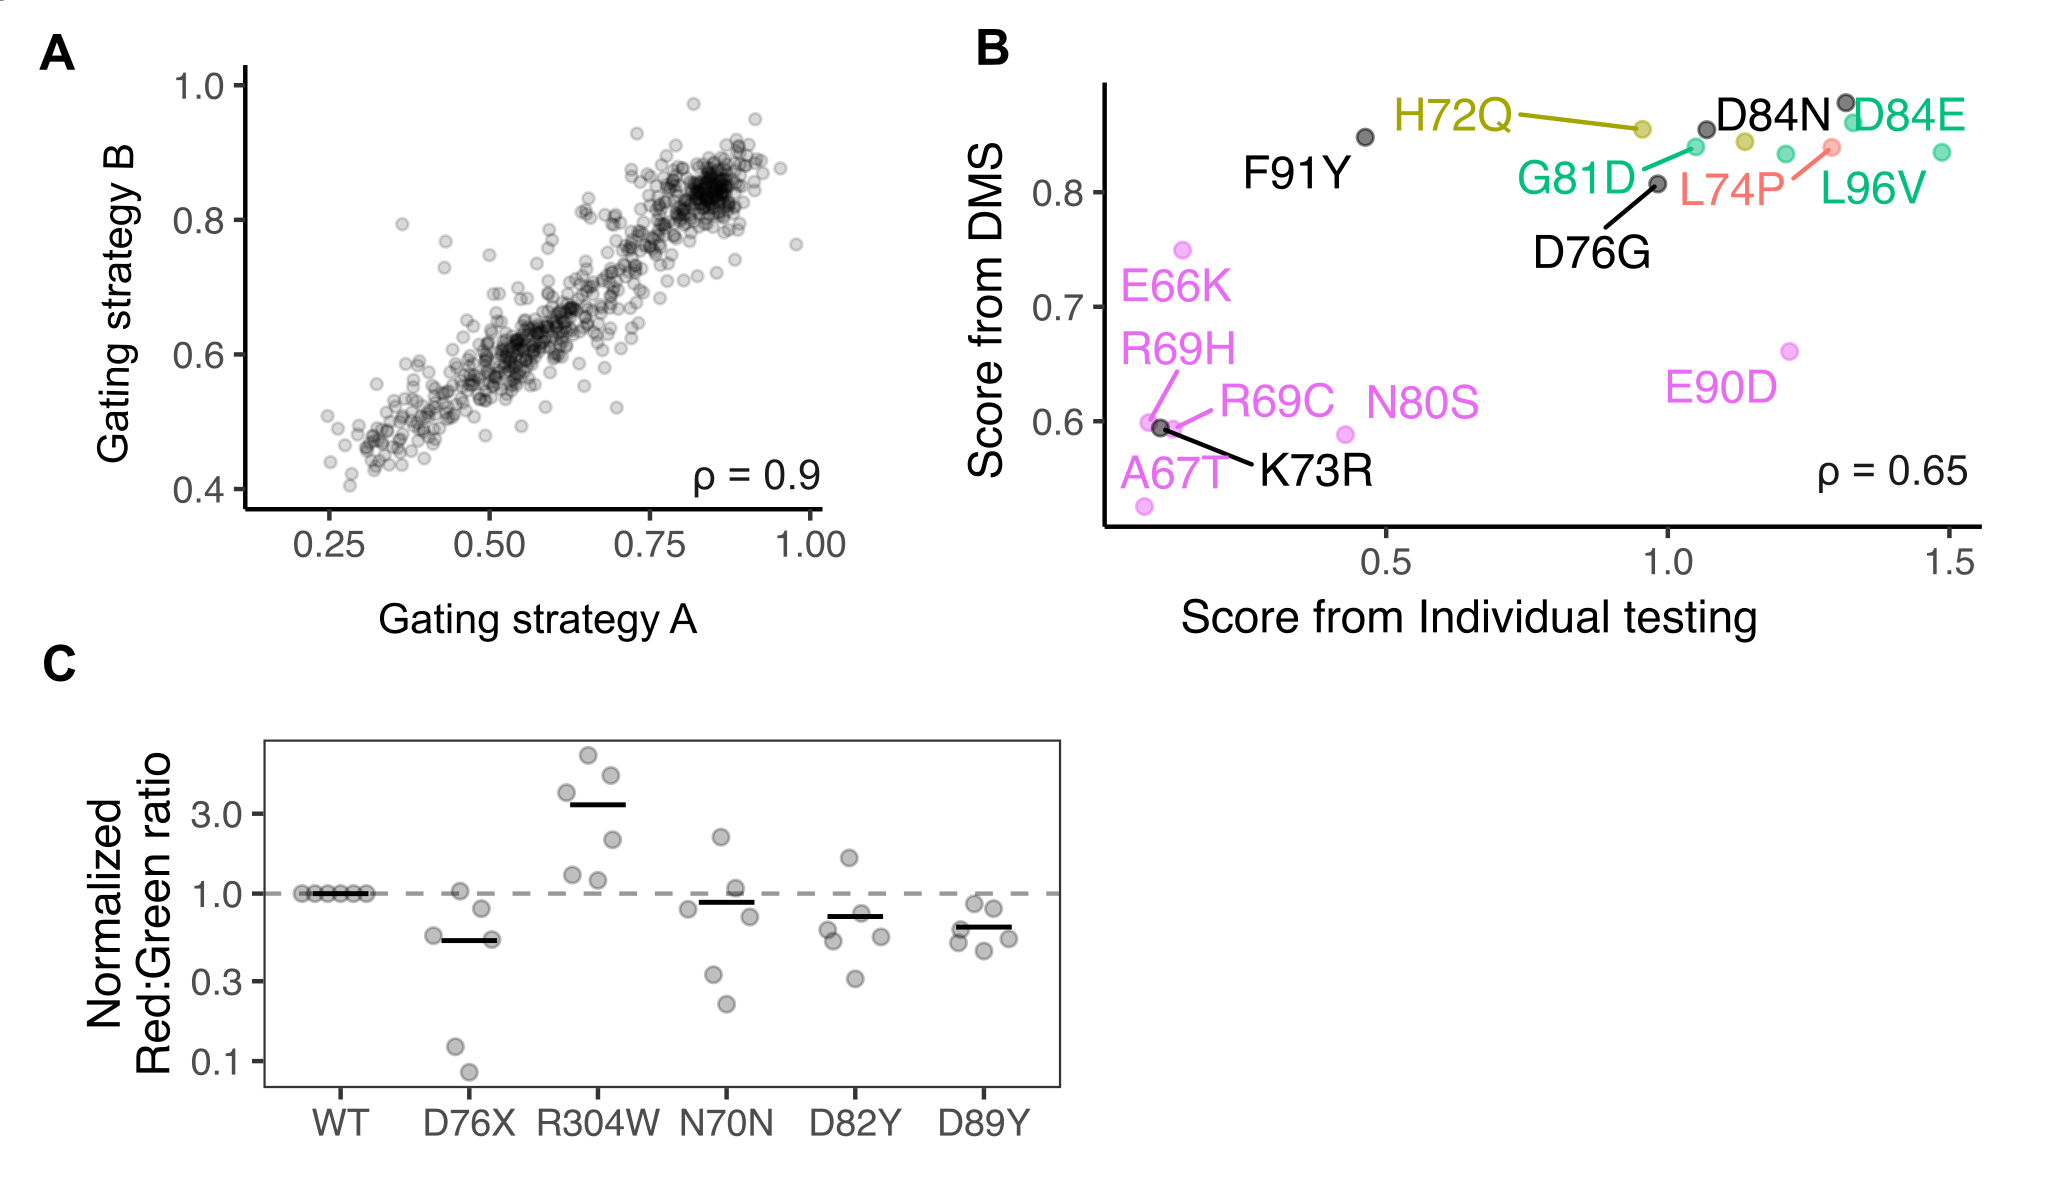 A
1.0
0.8
0.6
0.4
Gating strategy B
ρ = 0.9
0.25 0.50 0.75 1.00
Gating strategy A
B
0.8
0.7
0.6
Score from DMS
H72Q
D84N
D84E
F91Y
G81D
L74P
L96V
D76G
E66K
R69H
E90D
R69C
N80S
A67T
K73R
ρ = 0.65
0.5 1.0 1.5
Score from Individual testing
C
Normalized
Red:Green ratio
3.0
1.0
0.3
0.1
WT D76X R304W N70N D82Y D89Y